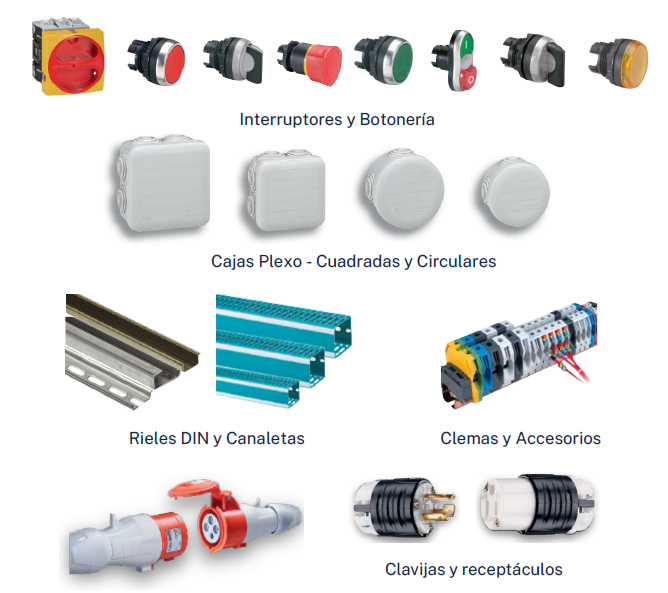 Interruptores y Botonería
Cajas Plexo - Cuadradas y Circulares
Rieles DIN y Canaletas
Clemas y Accesorios
Clavijas y receptáculos